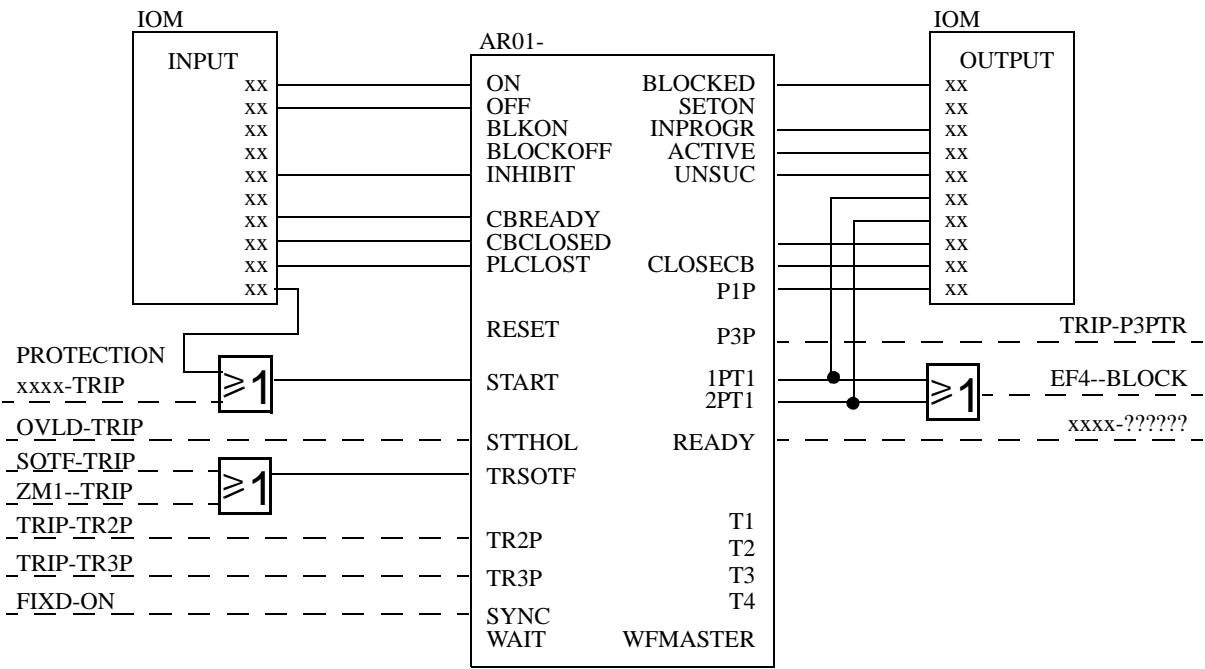 IOM
INPUT
xx
xx
xx
xx
xx
xx
xx
xx
xx
xx
PROTECTION
xxxx-TRIP
≥1
OVLD-TRIP
SOTF-TRIP
ZM1--TRIP
≥1
TRIP-TR2P
TRIP-TR3P
FIXD-ON
AR01-
ON BLOCKED
OFF SETON
BLKON INPROGR
BLOCKOFF ACTIVE
INHIBIT UNSUC
CBREADY
CBCLOSED
PLCLOST CLOSECB
P1P
RESET P3P
START 1PT1
2PT1
STTHOL READY
TRSOTF
T1
TR2P T2
TR3P T3
T4
SYNC
WAIT WFMASTER
IOM
OUTPUT
xx
xx
xx
xx
xx
xx
xx
xx
xx
xx
TRIP-P3PTR
≥1
EF4--BLOCK
xxxx-??????